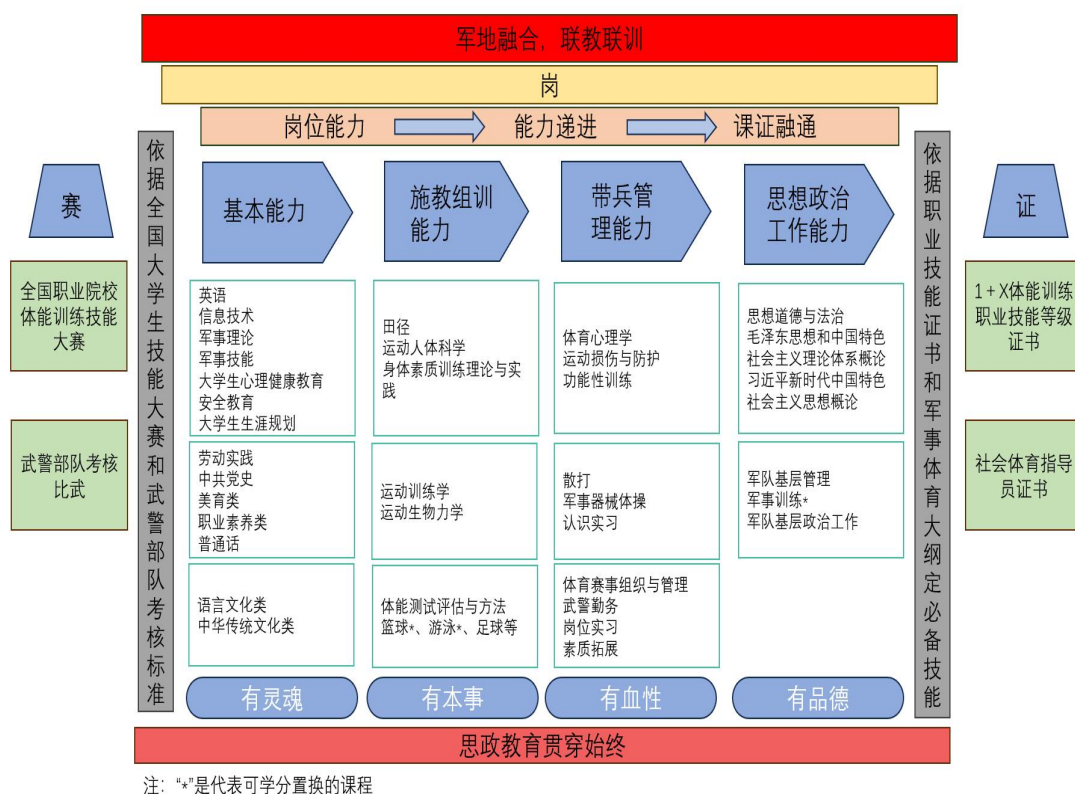 军地融合，联教联训
岗
岗位能力
能力递进
课证融通
赛
全国职业院校
体能训练技能
大赛
武警部队考核
比武
依据全国大学生技能大赛和武警部队考核标准
基本能力
英语
信息技术
军事理论
军事技能
大学生心理健康教育
安全教育
大学生生涯规划
劳动实践
中共党史
美育类
职业素养类
普通话
语言文化类
中华传统文化类
有灵魂
施教组训
能力
田径
运动人体科学
身体素质训练理论与实
践
运动训练学
运动生物力学
体能测试评估与方法
篮球*、游泳*、足球等
有本事
带兵管
理能力
体育心理学
运动损伤与防护
功能性训练
散打
军事器械体操
认识实习
体育赛事组织与管理
武警勤务
岗位实习
素质拓展
有血性
思想政治
工作能力
思想道德与法治
毛泽东思想和中国特色
社会主义理论体系概论
习近平新时代中国特色
社会主义思想概论
军队基层管理
军事训练*
军队基层政治工作
有品德
依据职业技能证书和军事体育大纲定必备技能
证
1+X体能训练
职业技能等级
证书
社会体育指导
员证书
思政教育贯穿始终
注：“*”是代表可学分置换的课程